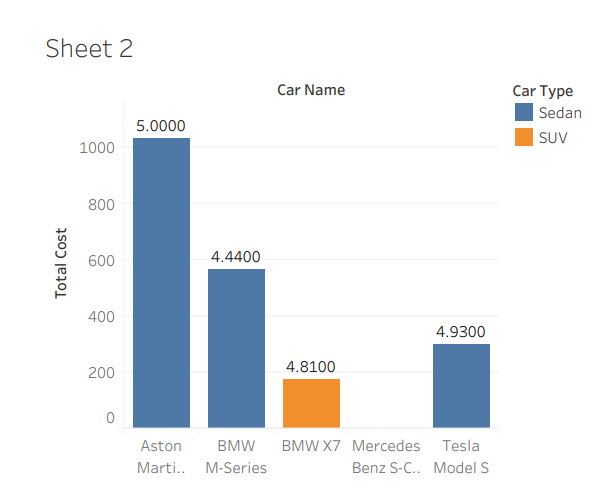 Sheet 2
Car Name
Car Type
Sedan
SUV
Total Cost
1000
800
600
400
200
0
5.0000
4.4400
4.8100
4.9300
Aston
Marti..
BMW
M-Series
BMW X7
Mercedes
Benz S-C..
Tesla
Model S